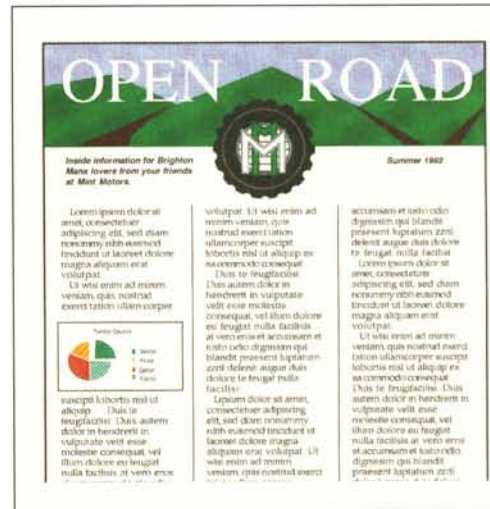 OPEN ROAD
M
Inside information for Brighton
Manx lovers from your friends
at Mint Motors.
Summer 1992
Lorem ipsum dolor sit
amet, consectetuer
adipiscing elit, sed diam
nonummy nibh euismod
tincidunt ut laoreet dolore
magna aliquam erat
volutpat
Ut wisi enim ad minim
veniam, quis nostrud
exerci tation ullam corper
suscipit lobortis nisl ut
aliquip Duis te
feugifacilisi. Duis autem
dolor in hendrerit in
vulputate velit esse
molestie consequat, vel
illum dolore eu feugiat
nulla facilisis at vero eros
volutpat. Ut wisi enim ad
minim veniam, quis
nostrud exerci tation
ullamcorper suscipit
lobortis nisl ut aliquip ex
ea commodo consequat
Duis te feugifacilisi
Duis autem dolor in
hendrerit in vulputate
velit esse molestie
consequat, vel illum dolore
eu feugiat nulla facilisis
at vero eros et accumsan et
iusto odio dignissim qui
blandit praesent luptatum
zzril delenit augue duis
dolore te feugat nulla
facilisi
Lipsum dolor sit amet,
consectetuer adipiscing
elit, sed diam nonummy
nibh euismod tincidunt ut
laoreet dolore magna
aliquam erat volutpat Ut
wisi enim ad minim
veniam, quis nostrud exerci
accumsam et iusto odio
dignissim qui blandit
praesent luptatum zzril
delenit augue duis dolore
te feugat nulla facilisi
Lorem ipsum dolor sit
amet, consectetuer
adipiscing elit, sed diam
nonummy nibh euismod
tincidunt ut laoreet dolore
magna aliquam erat
volutpat.
Ut wisi enim ad minim
veniam, quis nostrud exerci
tation ullamcorper suscipit
lobortis nisl ut aliquip ex
ea commodo consequat
Duis te feugifacilisi Duis
autem dolor in hendrerit in
vulputate velit esse
molestie consequat, vel
illum dolore eu feugiat
nulla facilisis at vero eros
et accumsan et iusto odio
dignissim qui blandit
praesent luptatum zzril